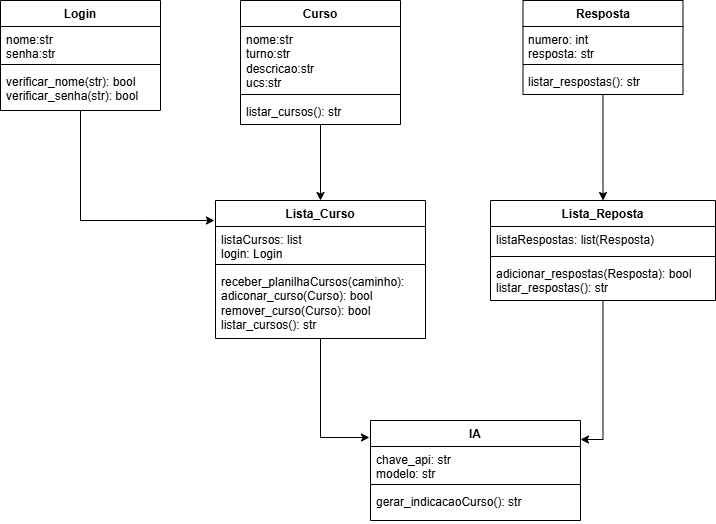 Login
nome:str
senha:str
verificar_nome(str): bool
verificar_senha(str): bool
Curso
nome:str
turno:str
descricao:str
ucs:str
listar_cursos(): str
Resposta
numero: int
resposta: str
listar_respostas(): str
Lista_Curso
listaCursos: list
login: Login
receber_planilhaCursos(caminho):
adiconar_curso(Curso): bool
remover_curso(Curso): bool
listar_cursos(): str
Lista_Reposta
listaRespostas: list(Resposta)
adicionar_respostas(Resposta): bool
listar_respostas(): str
IA
chave_api: str
modelo: str
gerar_indicacaoCurso(): str